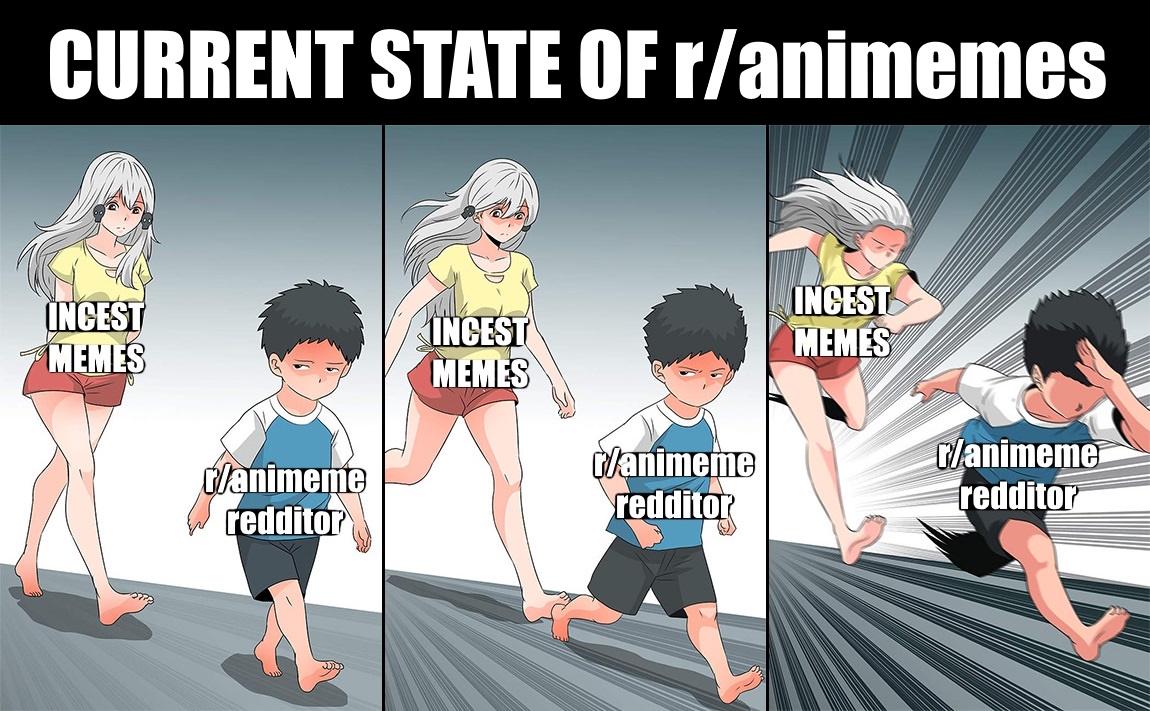 CURRENT STATE OF r/animemes
INCEST
MEMES
r/animeme
redditor
INCEST
MEMES
r/animeme
redditor
INCEST
MEMES
r/animeme
redditor